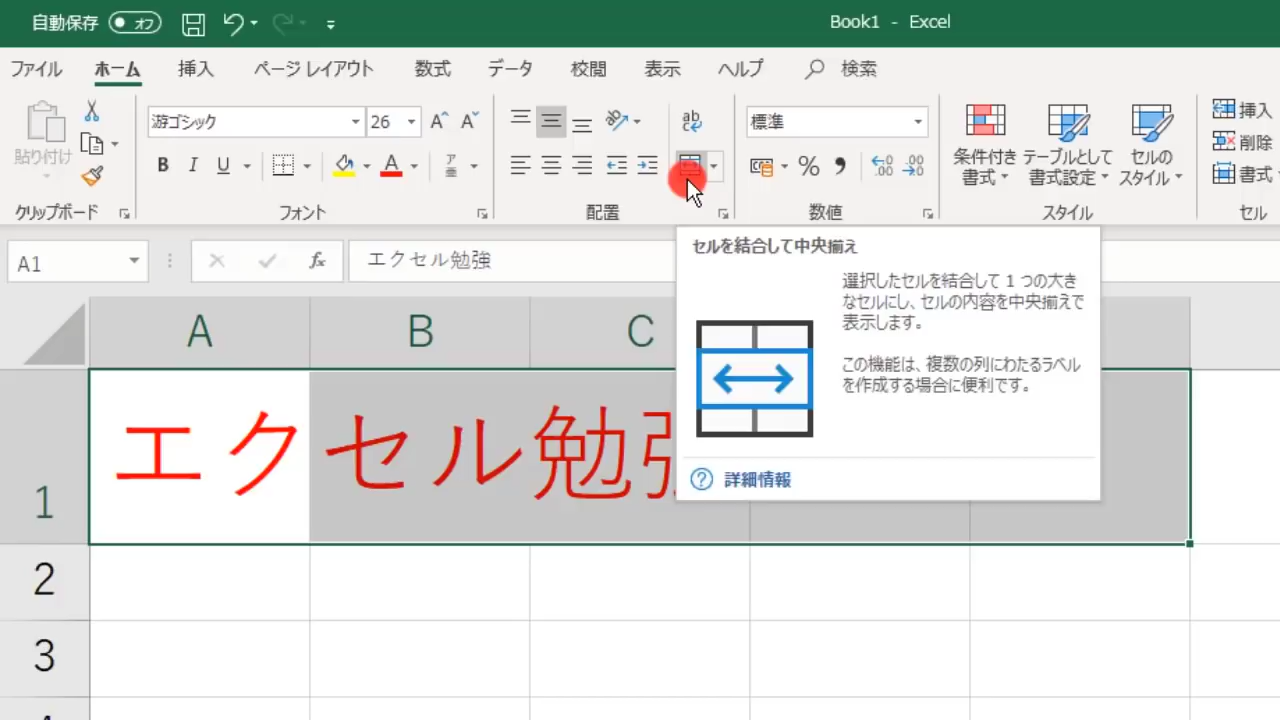 自動保存 オフ
Book1 - Excel
ファイル ホーム 挿入 ページ レイアウト 数式 データ 校閲 表示 ヘルプ 検索
貼り付け
クリップボード
游ゴシック 26 A A
B I U A ア亜
フォント
ab
配置
標準
% 9 .00 .00 →0
数値
条件付き 書式
テーブルとして 書式設定
セルの スタイル
スタイル
挿入
削除
書式
セル
A1 fx エクセル勉強
セルを結合して中央揃え
選択したセルを結合して 1 つの大き
なセルにし、セルの内容を中央揃えで
表示します。
この機能は、複数の列にわたるラベル
を作成する場合に便利です。
詳細情報
A B C
1 エクセル勉
2
3